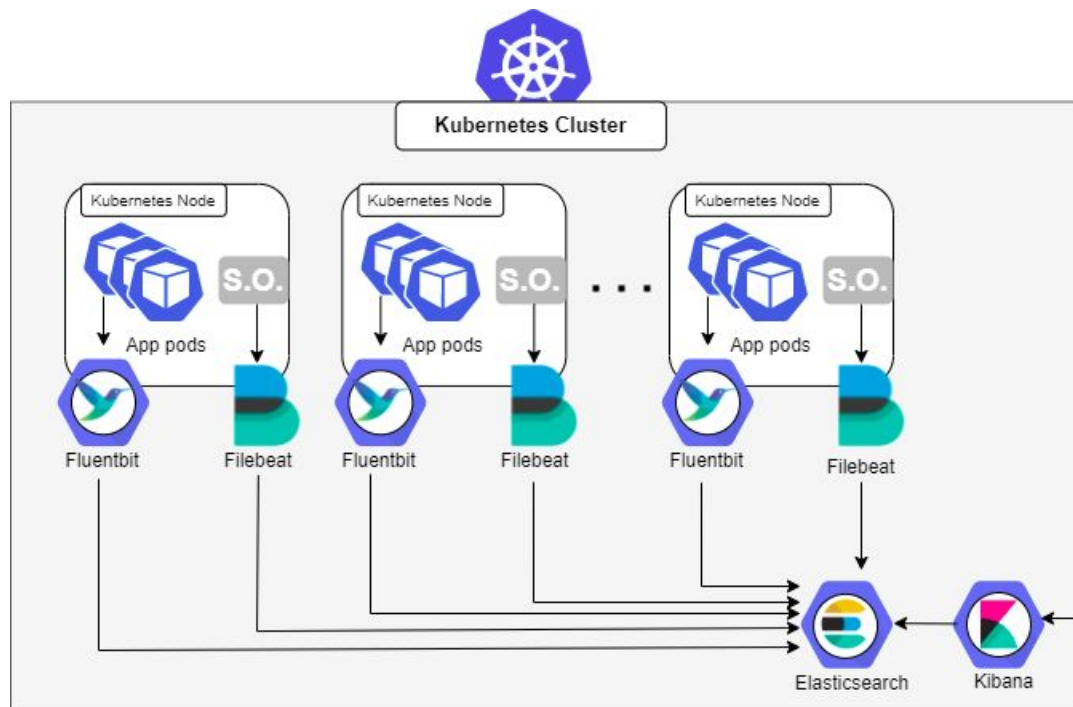 Kubernetes Cluster
Kubernetes Node
Kubernetes Node
Kubernetes Node
S.O.
S.O.
. . .
S.O.
App pods
App pods
App pods
Fluentbit
Filebeat
Fluentbit
Filebeat
Fluentbit
Filebeat
Elasticsearch
Kibana